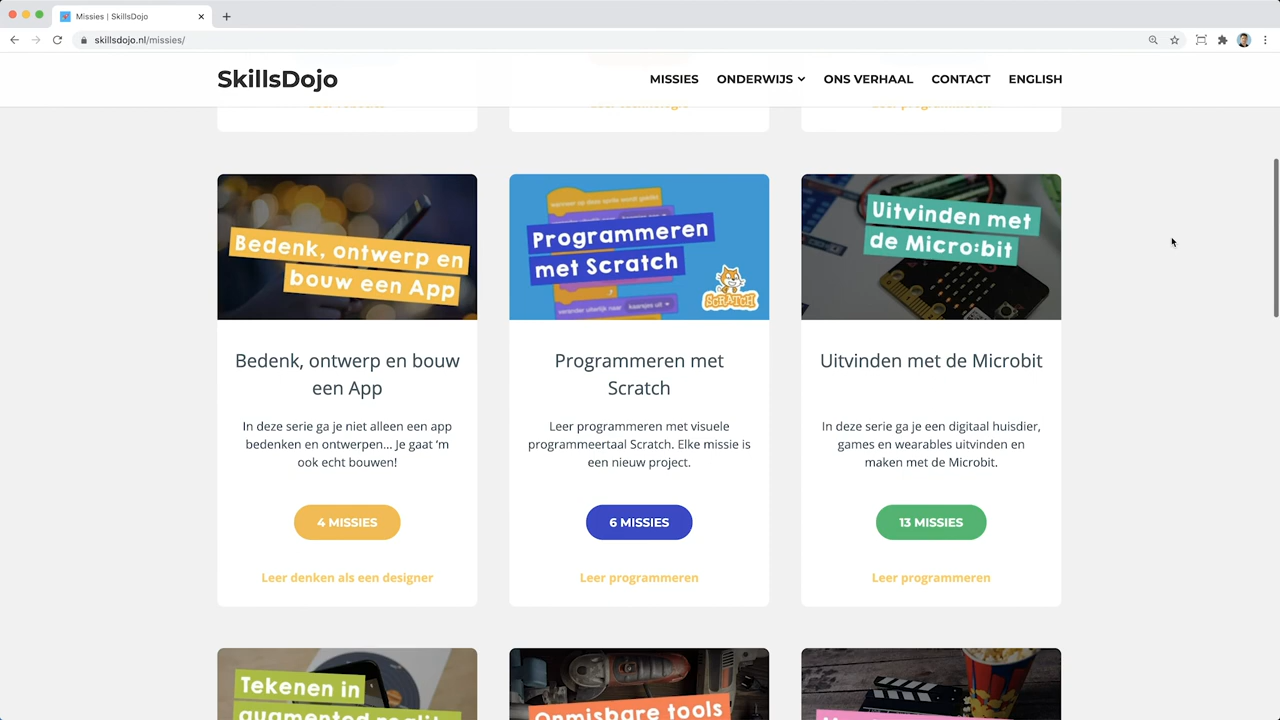 Missies | SkillsDojo
skillsdojo.nl/missies/
SkillsDojo
MISSIES ONDERWIJS ONS VERHAAL CONTACT ENGLISH
Bedenk, ontwerp en
bouw een App
Programmeren
met Scratch
SCRATCH
Uitvinden met
de Micro:bit
Bedenk, ontwerp en bouw
een App
Programmeren met
Scratch
Uitvinden met de Microbit
In deze serie ga je niet alleen een app
bedenken en ontwerpen... Je gaat ‘m
ook echt bouwen!
Leer programmeren met visuele
programmeertaal Scratch. Elke missie is
een nieuw project.
In deze serie ga je een digitaal huisdier,
games en wearables uitvinden en
maken met de Microbit.
4 MISSIES
6 MISSIES
13 MISSIES
Leer denken als een designer
Leer programmeren
Leer programmeren
Tekenen in
Onmisbare tools